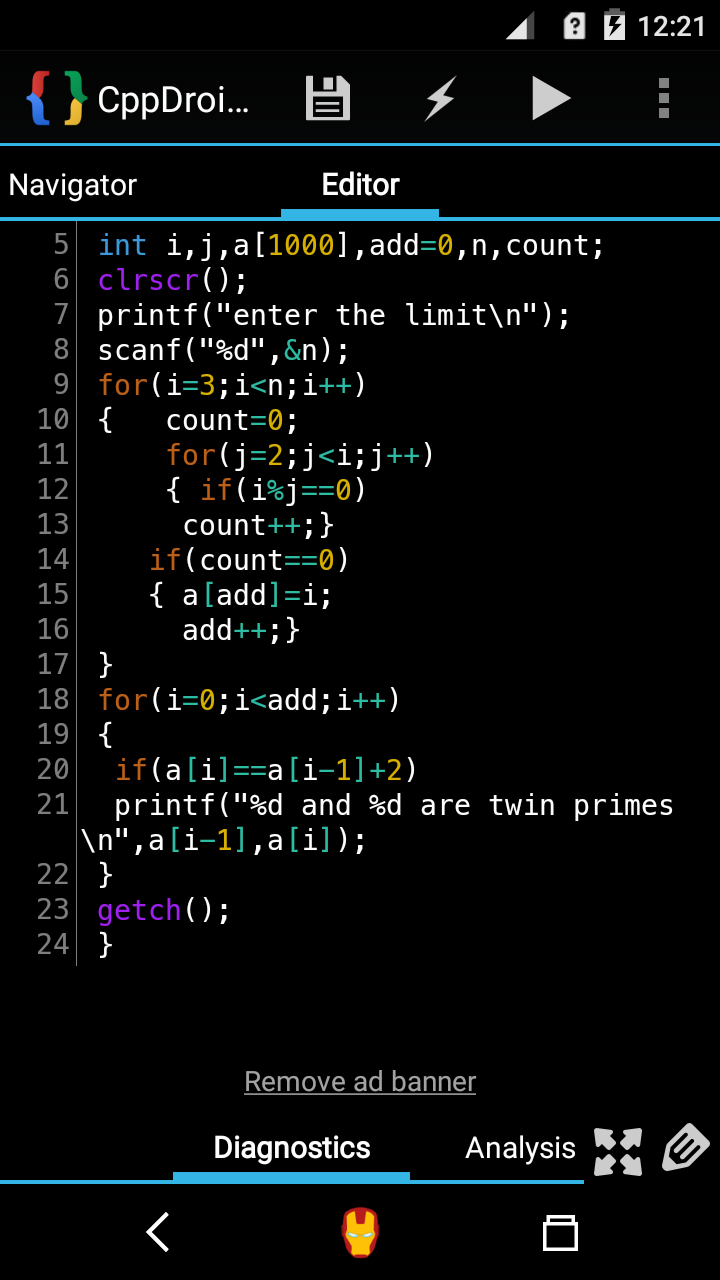 12:21
CppDroi...
Navigator Editor
5 int i,j,a[1000],add=0,n,count;
6 clrscr();
7 printf("enter the limit\n");
8 scanf("%d",&n);
9 for(i=3;i<n;i++)
10 {   count=0;
11     for(j=2;j<i;j++)
12     { if(i%j==0)
13      count++;}
14    if(count==0)
15    { a[add]=i;
16      add++;}
17 }
18 for(i=0;i<add;i++)
19 {
20  if(a[i]==a[i-1]+2)
21  printf("%d and %d are twin primes
\n",a[i-1],a[i]);
22 }
23 getch();
24 }
Remove ad banner
Diagnostics Analysis